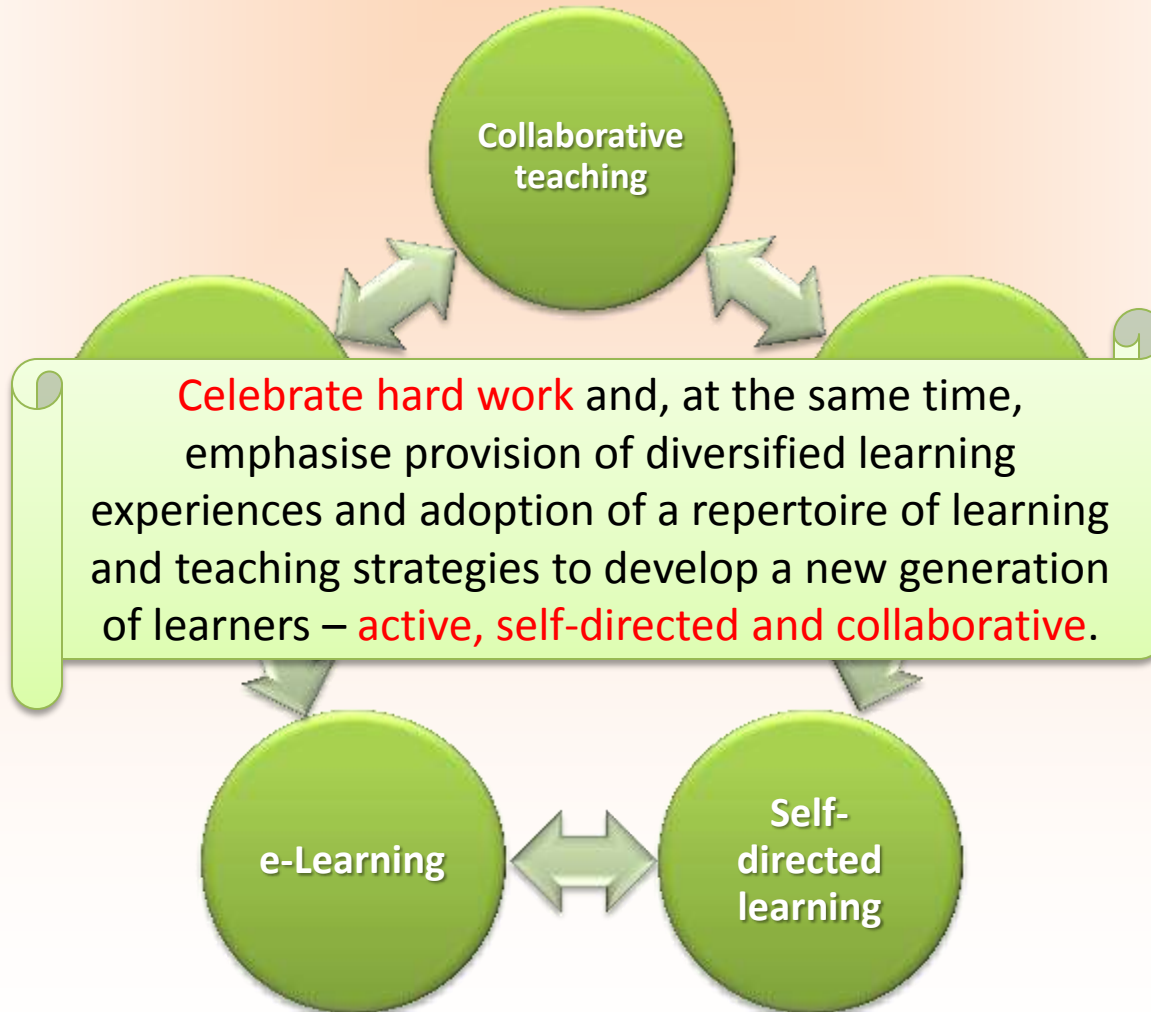 Collaborative
teaching
Celebrate hard work and, at the same time,
emphasise provision of diversified learning
experiences and adoption of a repertoire of learning
and teaching strategies to develop a new generation
of learners – active, self-directed and collaborative.
e-Learning
Self-
directed
learning